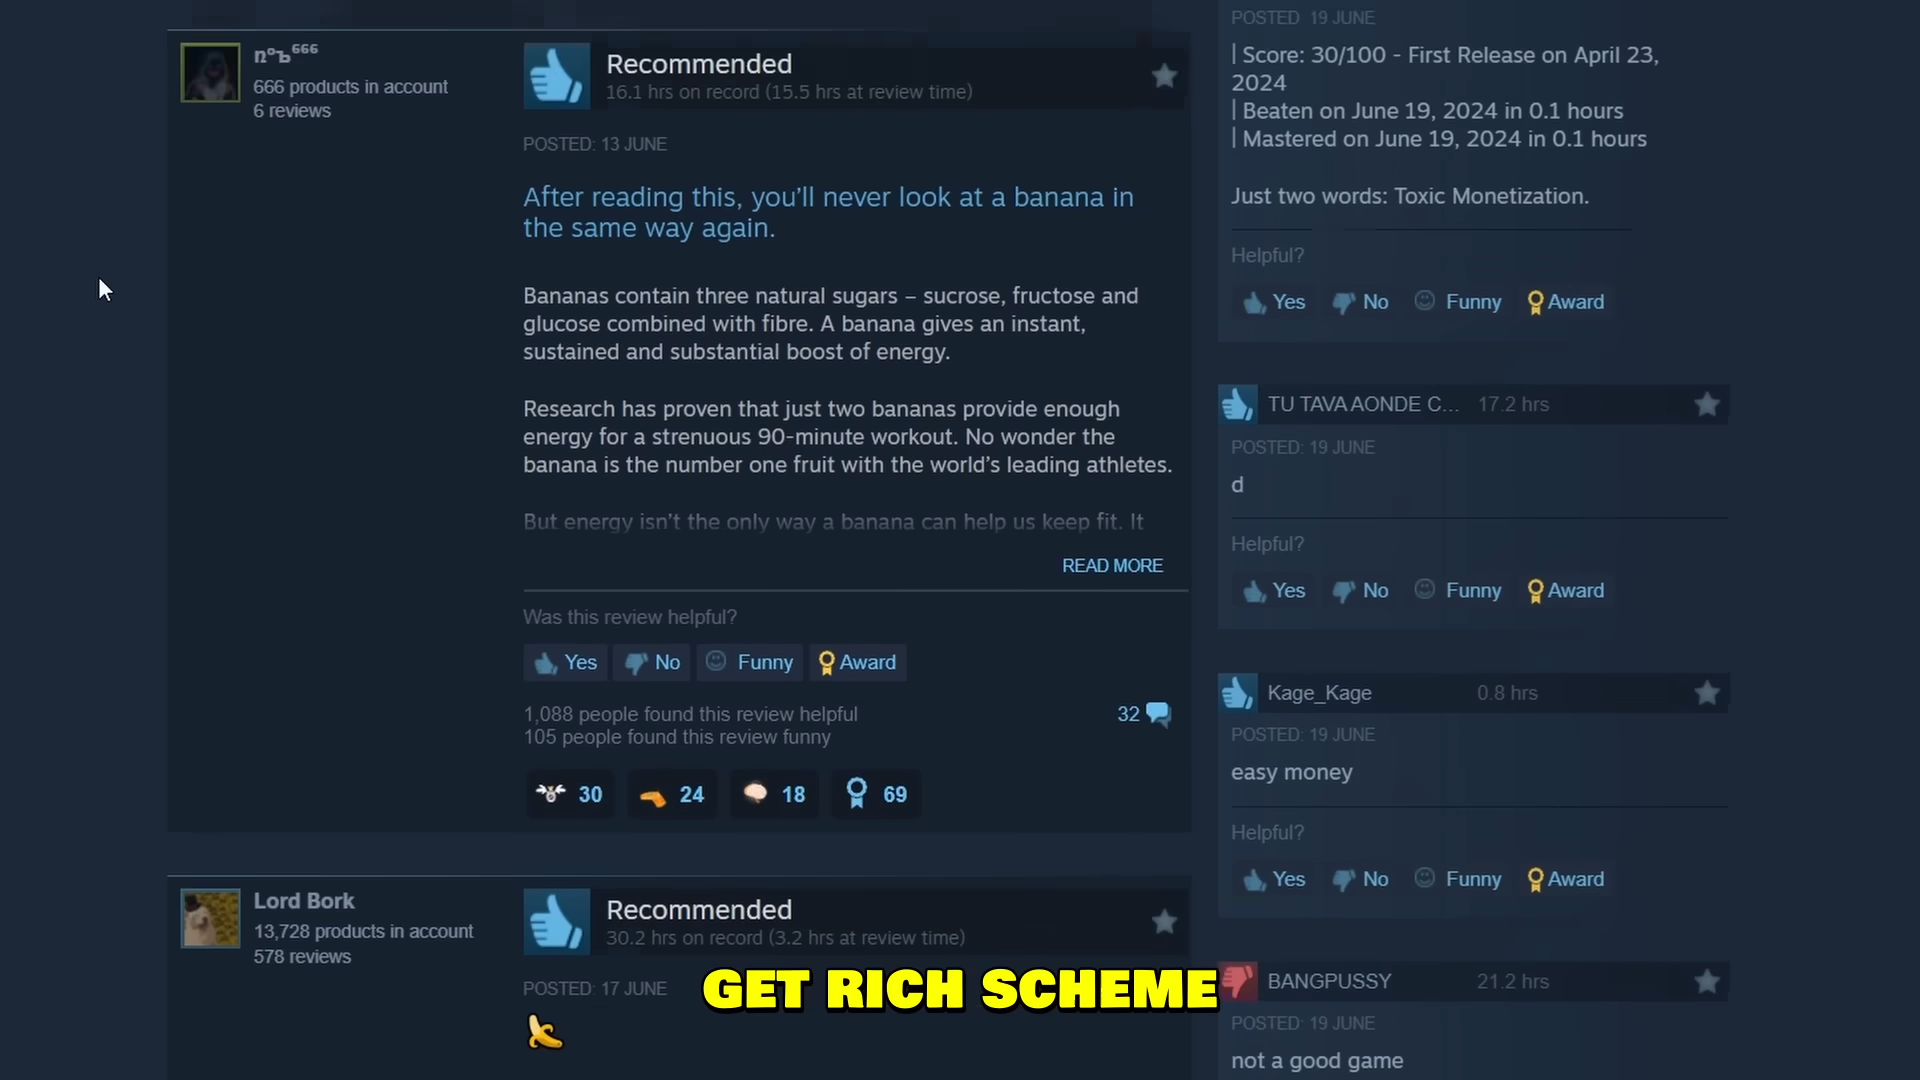 пºъ⁶⁶⁶
666 products in account
6 reviews
Recommended
16.1 hrs on record (15.5 hrs at review time)
POSTED: 13 JUNE
After reading this, you’ll never look at a banana in
the same way again.
Bananas contain three natural sugars – sucrose, fructose and
glucose combined with fibre. A banana gives an instant,
sustained and substantial boost of energy.
Research has proven that just two bananas provide enough
energy for a strenuous 90-minute workout. No wonder the
banana is the number one fruit with the world’s leading athletes.
But energy isn’t the only way a banana can help us keep fit. It
READ MORE
Was this review helpful?
Yes No Funny Award
1,088 people found this review helpful
105 people found this review funny
32
30 24 18 69
Lord Bork
13,728 products in account
578 reviews
Recommended
30.2 hrs on record (3.2 hrs at review time)
POSTED: 17 JUNE
GET RICH SCHEME
POSTED 19 JUNE
| Score: 30/100 - First Release on April 23,
2024
| Beaten on June 19, 2024 in 0.1 hours
| Mastered on June 19, 2024 in 0.1 hours
Just two words: Toxic Monetization.
Helpful?
Yes No Funny Award
TU TAVA AONDE C... 17.2 hrs
POSTED: 19 JUNE
d
Helpful?
Yes No Funny Award
Kage_Kage 0.8 hrs
POSTED: 19 JUNE
easy money
Helpful?
Yes No Funny Award
BANGPUSSY 21.2 hrs
POSTED: 19 JUNE
not a good game